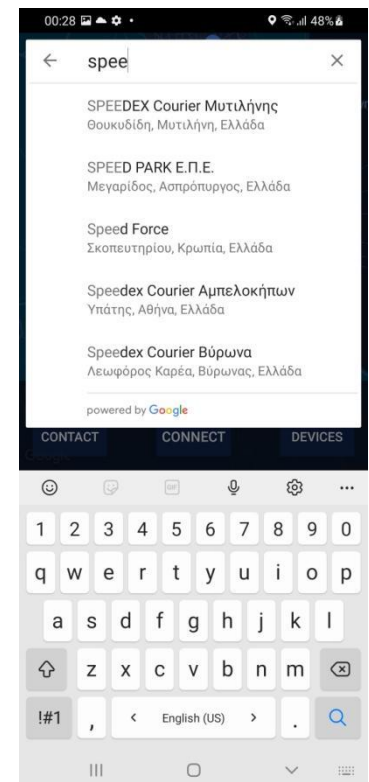 00:28
48%
spee
SPEEDEX Courier Μυτιλήνης
Θουκυδίδη, Μυτιλήνη, Ελλάδα
SPEED PARK Ε.Π.Ε.
Μεγαρίδος, Ασπρόπυργος, Ελλάδα
Speed Force
Σκοπευτηρίου, Κρωπία, Ελλάδα
Speedex Courier Αμπελοκήπων
Υπάτης, Αθήνα, Ελλάδα
Speedex Courier Βύρωνα
Λεωφόρος Καρέα, Βύρωνας, Ελλάδα
powered by Google
CONTACT CONNECT DEVICES
GIF
1 2 3 4 5 6 7 8 9 0
q w e r t y u i o p
a s d f g h j k l
z x c v b n m
!#1 , < English (US) > .